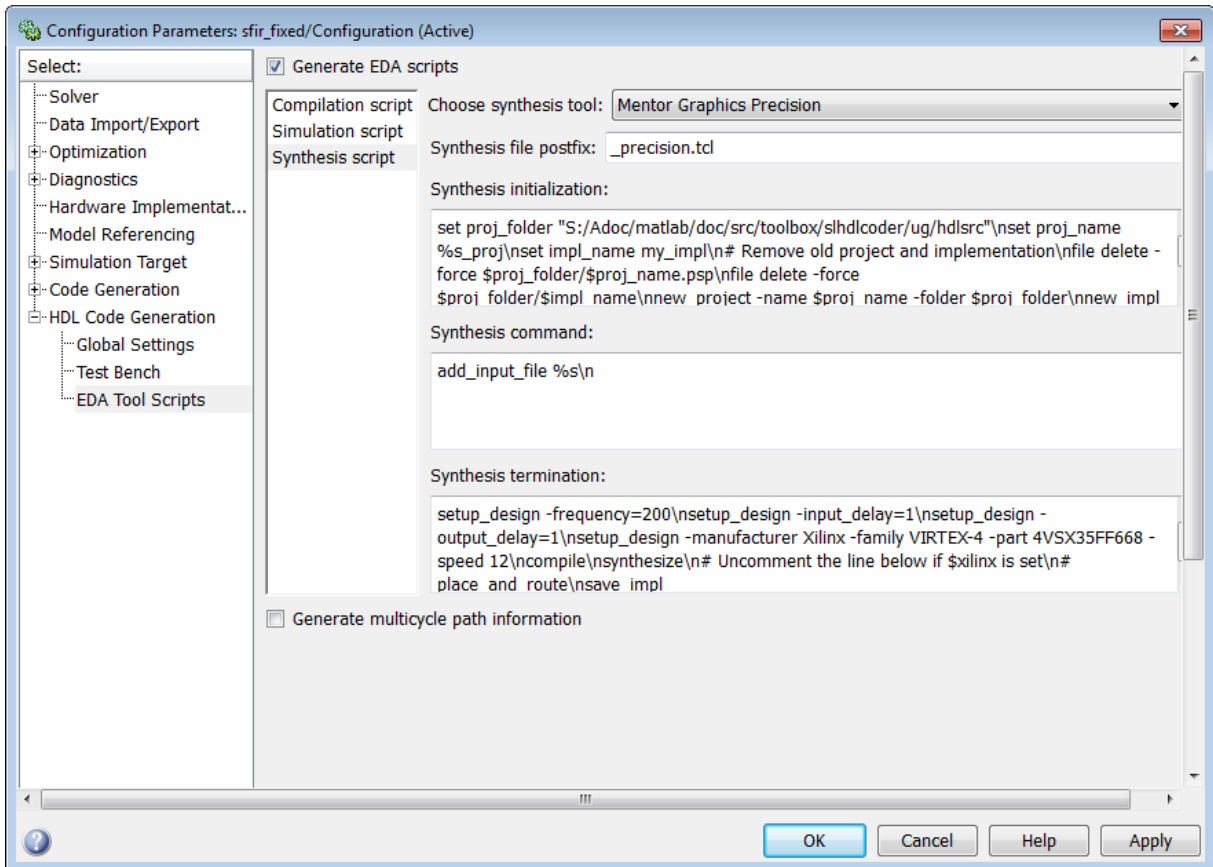 Configuration Parameters: sfir_fixed/Configuration (Active)
Select:
Solver
Data Import/Export
Optimization
Diagnostics
Hardware Implementat...
Model Referencing
Simulation Target
Code Generation
HDL Code Generation
Global Settings
Test Bench
EDA Tool Scripts
Generate EDA scripts
Compilation script
Simulation script
Synthesis script
Choose synthesis tool: Mentor Graphics Precision
Synthesis file postfix: _precision.tcl
Synthesis initialization:
set proj_folder "S:/Adoc/matlab/doc/src/toolbox/slhdlcoder/ug/hdlsrc"\nset proj_name
%s_proj\nset impl_name my_impl\n# Remove old project and implementation\nfile delete -
force $proj_folder/$proj_name.psp\nfile delete -force
$proj_folder/$impl_name\nnew_project -name $proj_name -folder $proj_folder\nnew_impl
Synthesis command:
add_input_file %s\n
Synthesis termination:
setup_design -frequency=200\nsetup_design -input_delay=1\nsetup_design -
output_delay=1\nsetup_design -manufacturer Xilinx -family VIRTEX-4 -part 4VSX35FF668 -
speed 12\ncompile\nsynthesize\n# Uncomment the line below if $xilinx is set\n#
place_and_route\nsave_impl
Generate multicycle path information
OK
Cancel
Help
Apply